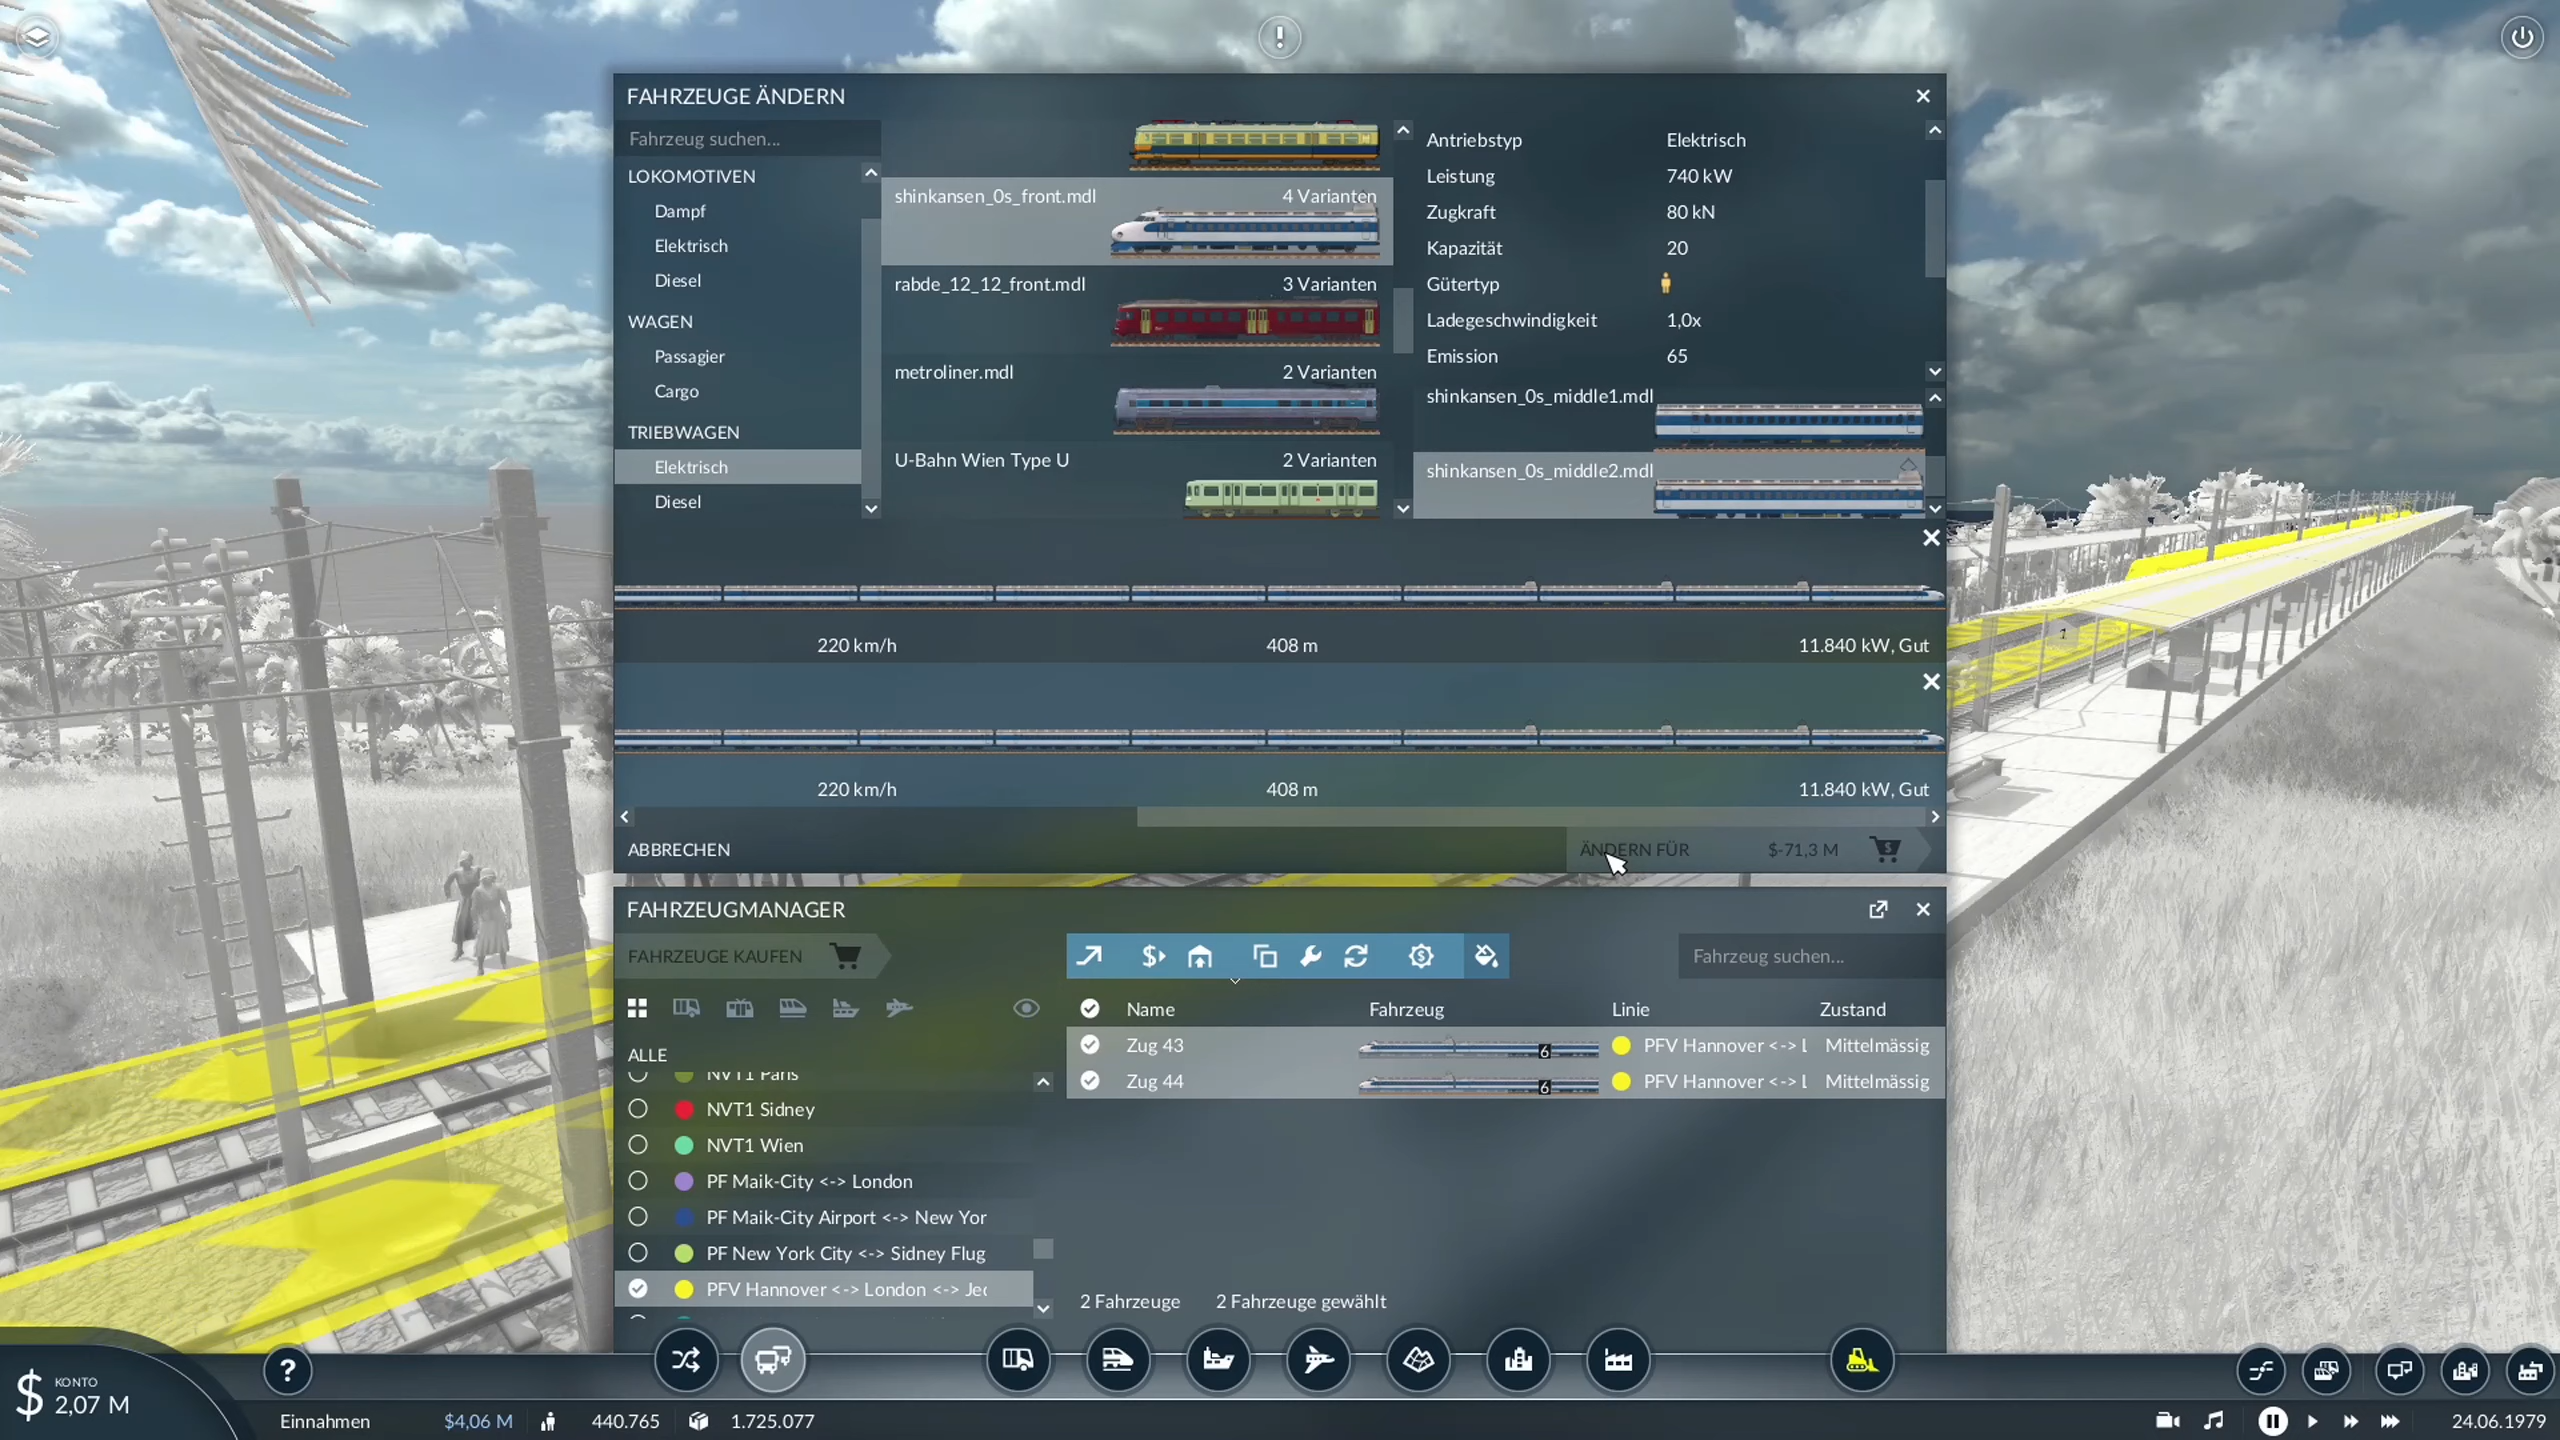 FAHRZEUGE ÄNDERN
Fahrzeug suchen...
LOKOMOTIVEN
Dampf
Elektrisch
Diesel
WAGEN
Passagier
Cargo
TRIEBWAGEN
Elektrisch
Diesel
shinkansen_0s_front.mdl 4 Varianten
rabde_12_12_front.mdl 3 Varianten
metroliner.mdl 2 Varianten
U-Bahn Wien Type U 2 Varianten
Antriebstyp Elektrisch
Leistung 740 kW
Zugkraft 80 kN
Kapazität 20
Gütertyp
Ladegeschwindigkeit 1,0x
Emission 65
shinkansen_0s_middle1.mdl
shinkansen_0s_middle2.mdl
220 km/h 408 m 11.840 kW, Gut
220 km/h 408 m 11.840 kW, Gut
ABBRECHEN ÄNDERN FÜR $-71,3 M
FAHRZEUGMANAGER
FAHRZEUGE KAUFEN
Fahrzeug suchen...
ALLE
NVT1 Paris
NVT1 Sidney
NVT1 Wien
PF Maik-City <-> London
PF Maik-City Airport <-> New Yor
PF New York City <-> Sidney Flug
PFV Hannover <-> London <-> Jec
Name Fahrzeug Linie Zustand
Zug 43 6 PFV Hannover <-> L Mittelmässig
Zug 44 6 PFV Hannover <-> L Mittelmässig
2 Fahrzeuge 2 Fahrzeuge gewählt
KONTO
$ 2,07 M
?
Einnahmen $4,06 M 440.765 1.725.077
24.06.1979